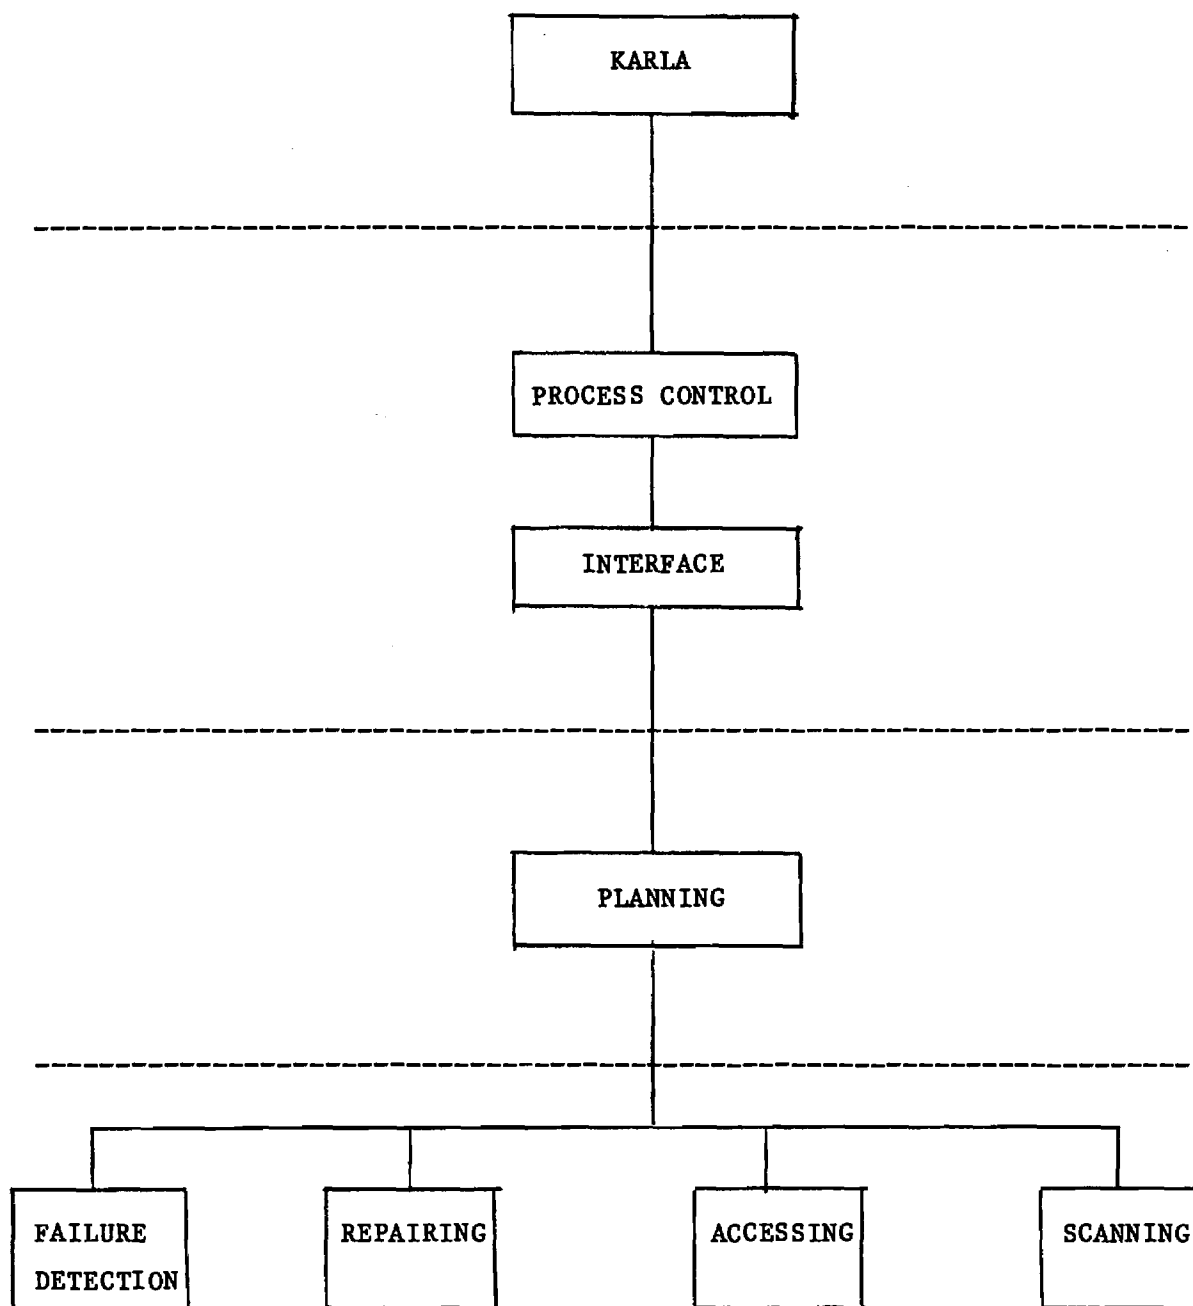 KARLA
PROCESS CONTROL
INTERFACE
PLANNING
FAILURE
DETECTION
REPAIRING
ACCESSING
SCANNING